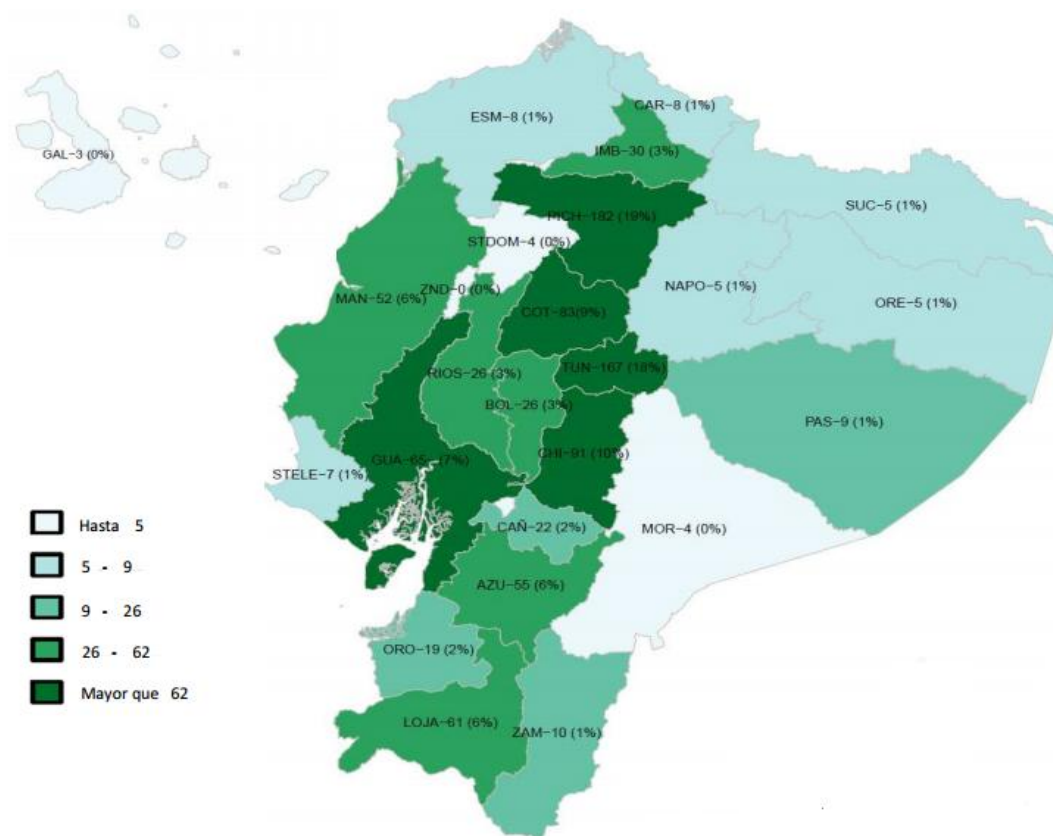 ESM-8 (1%)
CAR-8 (1%)
GAL-3 (0%)
IMB-30 (3%)
SUC-5 (1%)
PICH-182 (19%)
STDOM-4 (0%)
ZND-0 (0%)
NAPO-5 (1%)
MAN-52 (6%)
ORE-5 (1%)
COT-83(9%)
TUN-167 (18%)
RIOS-26 (3%)
BOL-26 (3%)
PAS-9 (1%)
CHI-91 (10%)
GUA-65- (7%)
STELE-7 (1%)
CAÑ-22 (2%)
MOR-4 (0%)
AZU-55 (6%)
ORO-19 (2%)
LOJA-61 (6%)
ZAM-10 (1%)
Hasta 5
5 - 9
9 - 26
26 - 62
Mayor que 62